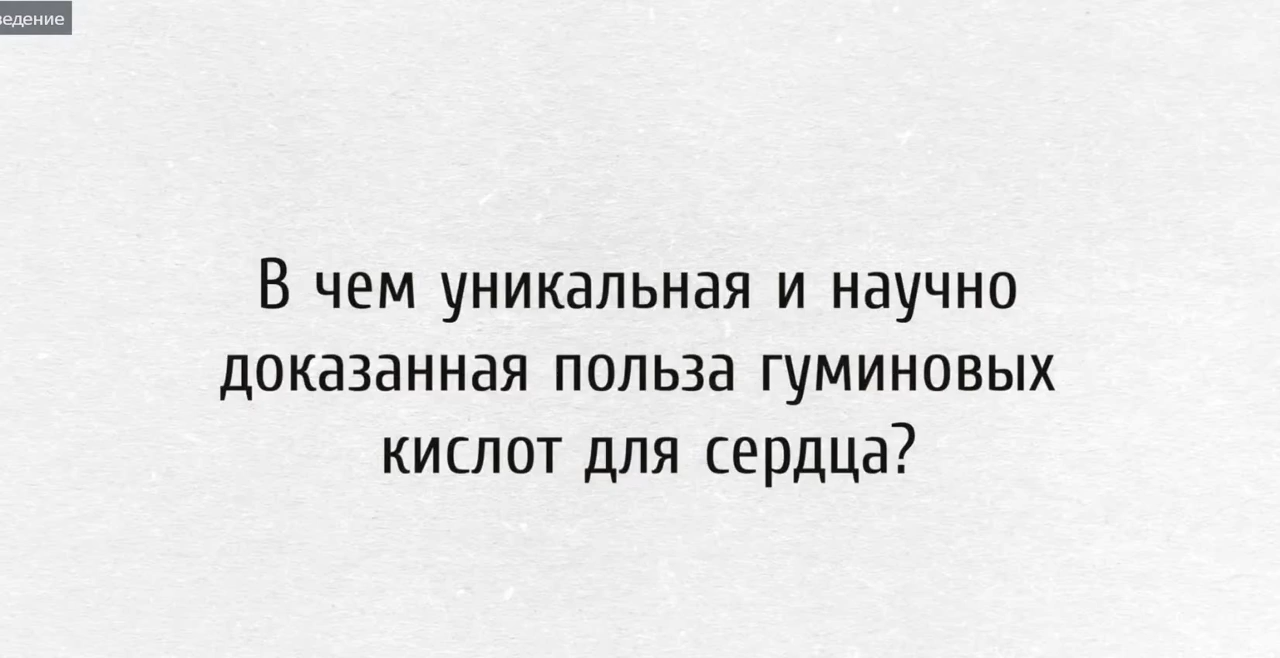 ведение
В чем уникальная и научно
доказанная польза гуминовых
кислот для сердца?